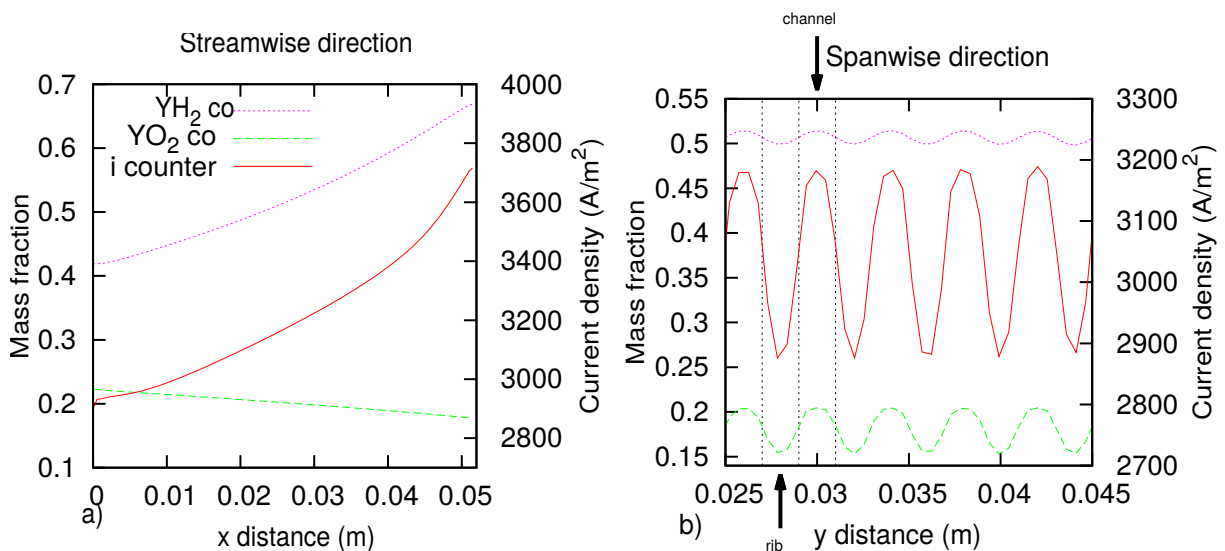 Streamwise direction
0.7
0.6
0.5
0.4
0.3
0.2
0.1
Mass fraction
YH2 co
YO2 co
i counter
4000
3800
3600
3400
3200
3000
2800
Current density (A/m2)
0
0.01
0.02
0.03
0.04
0.05
a)
x distance (m)
channel
Spanwise direction
0.55
0.5
0.45
0.4
0.35
0.3
0.25
0.2
0.15
Mass fraction
3300
3200
3100
3000
2900
2800
2700
Current density (A/m2)
0.025
0.03
0.035
0.04
0.045
b)
y distance (m)
rib